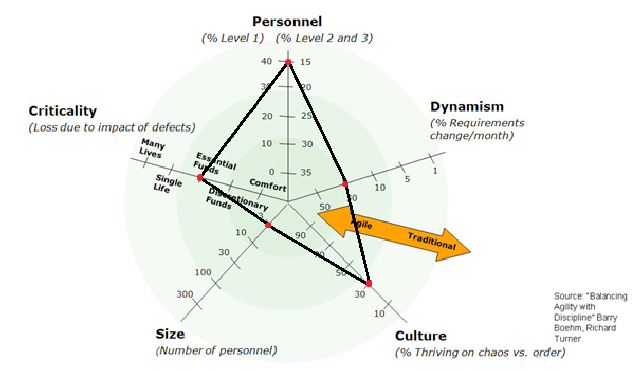 Personnel
(% Level 1) (% Level 2 and 3)
40 15
30 20
20 25
10 30
0 35
Criticality
(Loss due to impact of defects)
Many
Lives
Single
Life
Essential
Funds
Discretionary
Funds
Comfort
Dynamism
(% Requirements
change/month)
50
30
10
5
1
Agile
Traditional
3
10
30
100
300
Size
(Number of personnel)
90
70
50
30
10
Culture
(% Thriving on chaos vs. order)
Source: "Balancing
Agility with
Discipline" Barry
Boehm, Richard
Turner